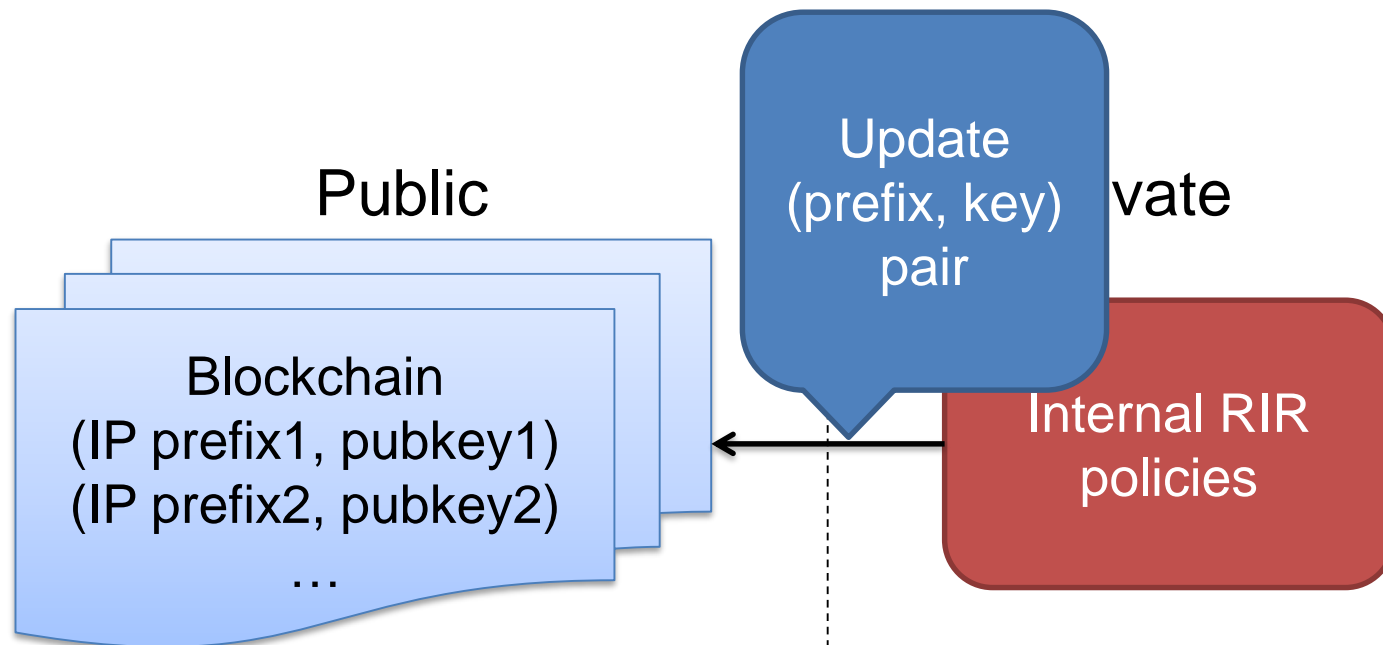 Public
Update
(prefix, key)
pair
vate
Blockchain
(IP prefix1, pubkey1)
(IP prefix2, pubkey2)
…
Internal RIR
policies